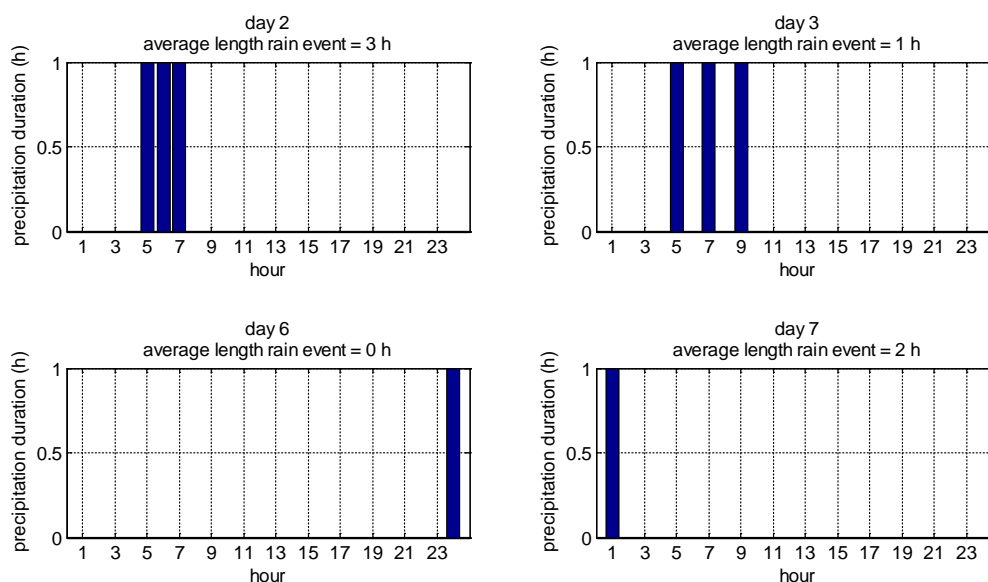 day 2
average length rain event = 3 h
precipitation duration (h)
1
0.5
0
1 3 5 7 9 11 13 15 17 19 21 23
hour
day 3
average length rain event = 1 h
precipitation duration (h)
1
0.5
0
1 3 5 7 9 11 13 15 17 19 21 23
hour
day 6
average length rain event = 0 h
precipitation duration (h)
1
0.5
0
1 3 5 7 9 11 13 15 17 19 21 23
hour
day 7
average length rain event = 2 h
precipitation duration (h)
1
0.5
0
1 3 5 7 9 11 13 15 17 19 21 23
hour